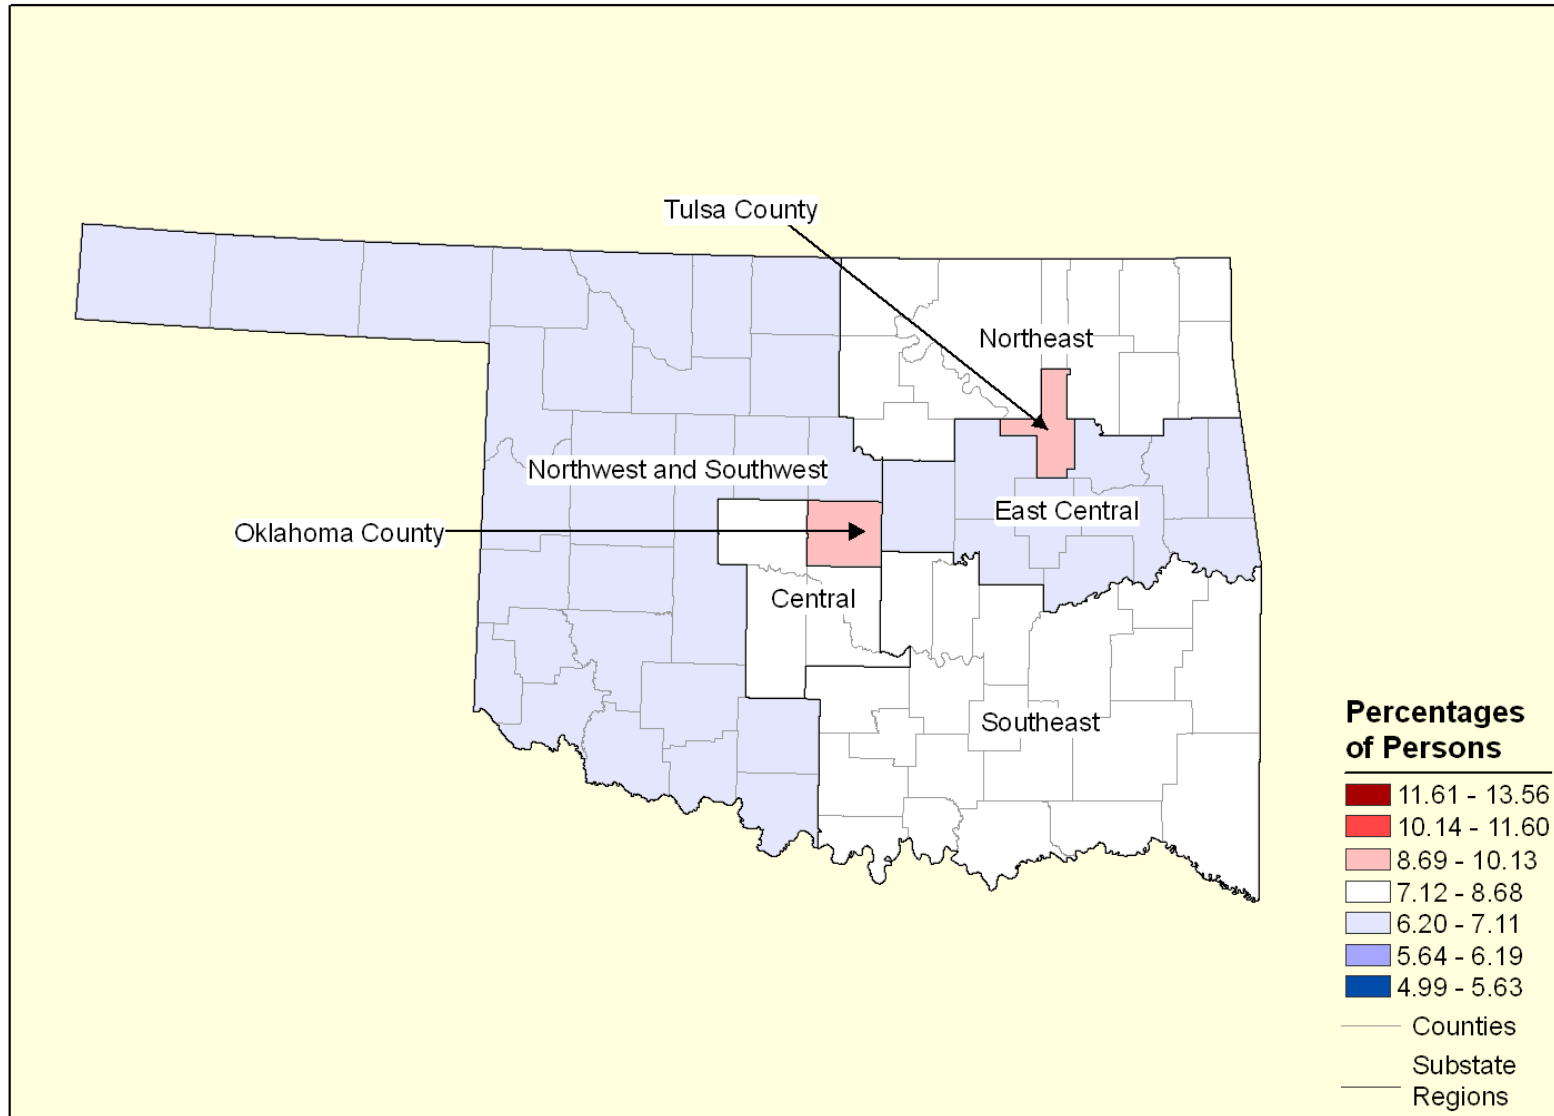 Tulsa County
Northeast
Northwest and Southwest
East Central
Oklahoma County
Central
Southeast
Percentages
of Persons
11.61 - 13.56
10.14 - 11.60
8.69 - 10.13
7.12 - 8.68
6.20 - 7.11
5.64 - 6.19
4.99 - 5.63
Counties
Substate
Regions